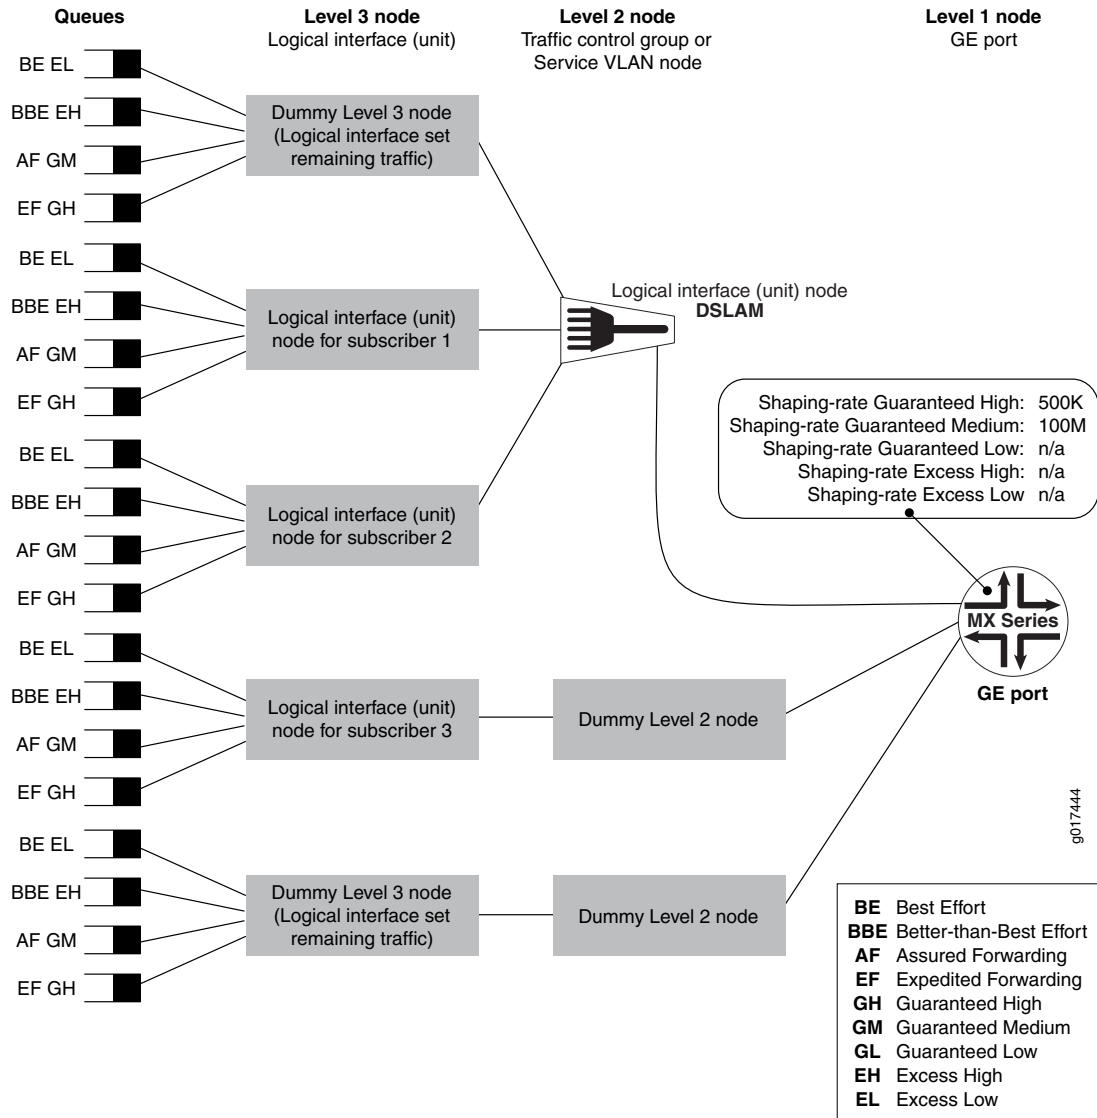 Queues
Level 3 node
Logical interface (unit)
Level 2 node
Traffic control group or
Service VLAN node
Level 1 node
GE port
BE EL
BBE EH
AF GM
EF GH
Dummy Level 3 node
(Logical interface set
remaining traffic)
BE EL
BBE EH
AF GM
EF GH
Logical interface (unit)
node for subscriber 1
Logical interface (unit) node
DSLAM
BE EL
BBE EH
AF GM
EF GH
Logical interface (unit)
node for subscriber 2
Shaping-rate Guaranteed High: 500K
Shaping-rate Guaranteed Medium: 100M
Shaping-rate Guaranteed Low: n/a
Shaping-rate Excess High: n/a
Shaping-rate Excess Low n/a
MX Series
GE port
BE EL
BBE EH
AF GM
EF GH
Logical interface (unit)
node for subscriber 3
Dummy Level 2 node
BE EL
BBE EH
AF GM
EF GH
Dummy Level 3 node
(Logical interface set
remaining traffic)
Dummy Level 2 node
g017444
BE Best Effort
BBE Better-than-Best Effort
AF Assured Forwarding
EF Expedited Forwarding
GH Guaranteed High
GM Guaranteed Medium
GL Guaranteed Low
EH Excess High
EL Excess Low